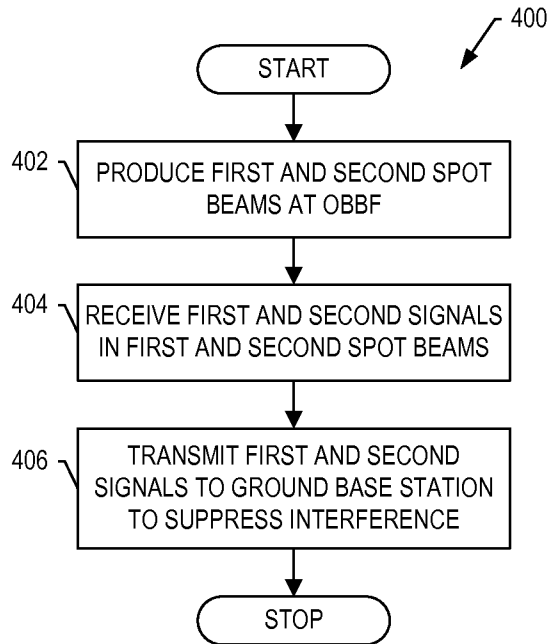 400
START
402
PRODUCE FIRST AND SECOND SPOT
BEAMS AT OBBF
404
RECEIVE FIRST AND SECOND SIGNALS
IN FIRST AND SECOND SPOT BEAMS
406
TRANSMIT FIRST AND SECOND
SIGNALS TO GROUND BASE STATION
TO SUPPRESS INTERFERENCE
STOP